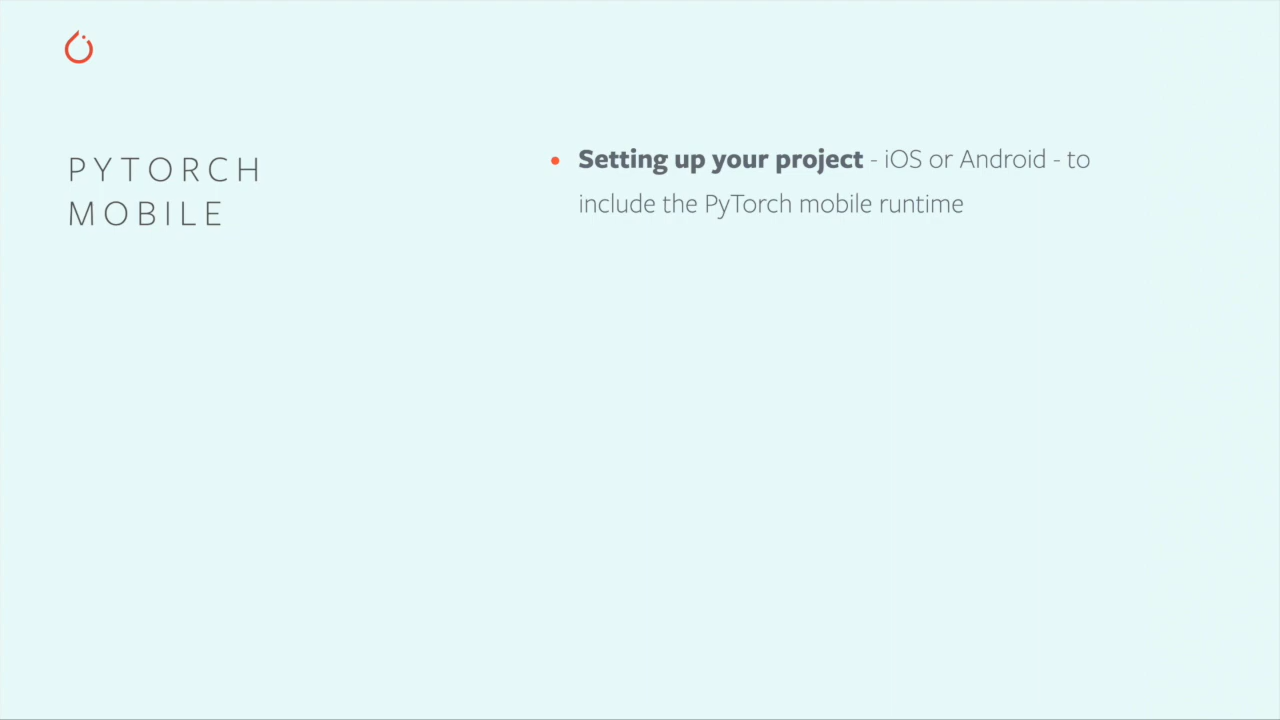 PYTORCH
MOBILE
• Setting up your project - iOS or Android - to
include the PyTorch mobile runtime